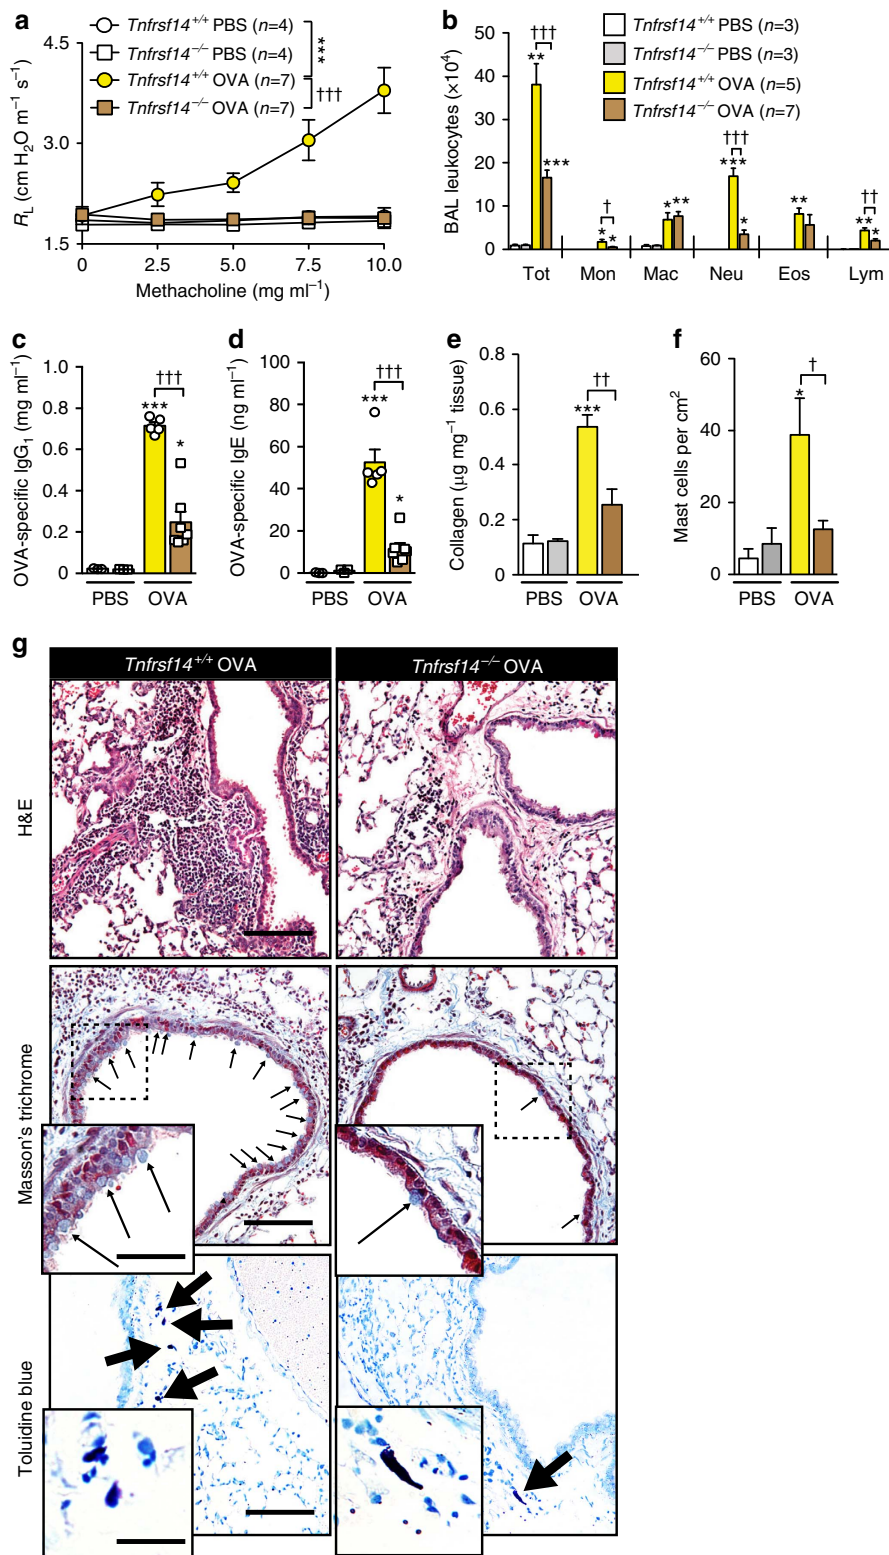 a
Tnfrsf14+/+ PBS (n=4)
Tnfrsf14−/− PBS (n=4)
Tnfrsf14+/+ OVA (n=7)
Tnfrsf14−/− OVA (n=7)
***
†††
4.5
3.0
1.5
RL (cm H2O m−1 s−1)
0 2.5 5.0 7.5 10.0
Methacholine (mg ml−1)
b
Tnfrsf14+/+ PBS (n=3)
Tnfrsf14−/− PBS (n=3)
Tnfrsf14+/+ OVA (n=5)
Tnfrsf14−/− OVA (n=7)
BAL leukocytes (×10⁴)
50
40
30
20
10
0
†††
** ***
†
* *
* **
†††
*** *
**
††
** *
Tot Mon Mac Neu Eos Lym
c
OVA-specific IgG1 (mg ml−1)
1.0
0.8
0.6
0.4
0.2
0
†††
***
*
PBS OVA
d
OVA-specific IgE (ng ml−1)
100
80
60
40
20
0
†††
***
*
PBS OVA
e
Collagen (μg mg−1 tissue)
0.8
0.6
0.4
0.2
0
††
***
PBS OVA
f
Mast cells per cm2
60
40
20
0
†
*
PBS OVA
g
Tnfrsf14+/+ OVA
Tnfrsf14−/− OVA
H&E
Masson's trichrome
Toluidine blue